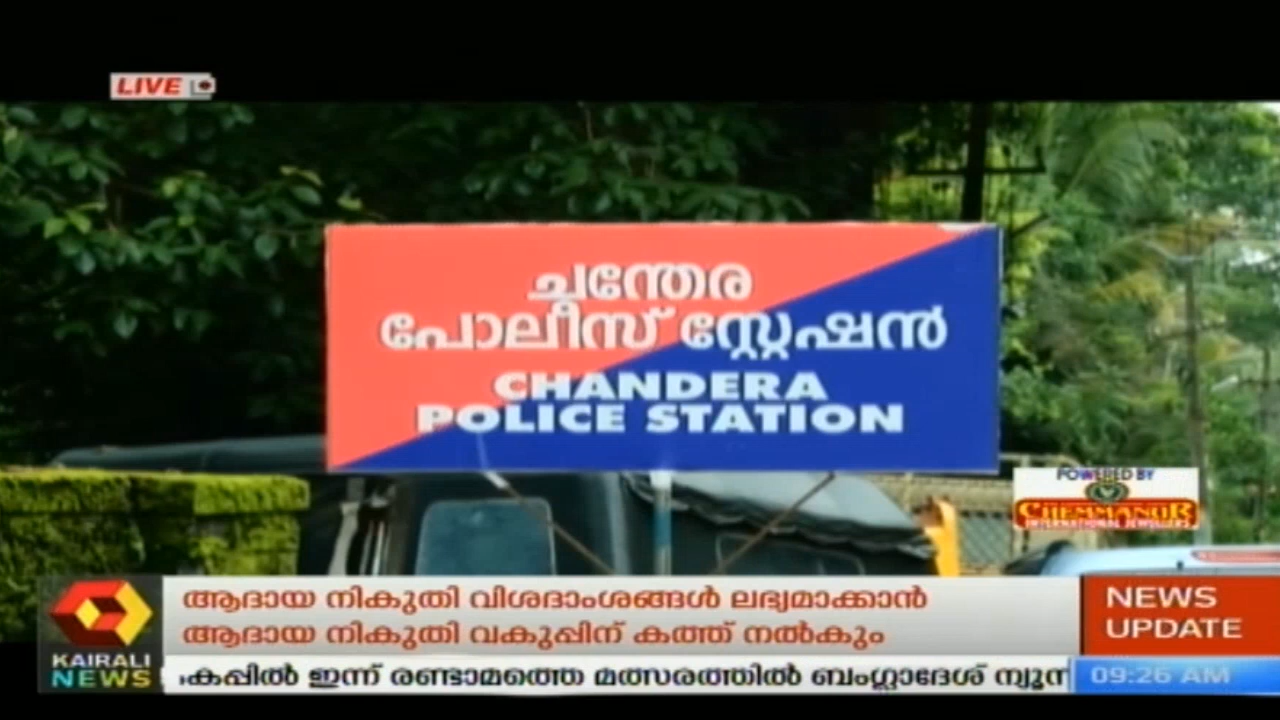 LIVE
ചന്തേര
പോലീസ് സ്റ്റേഷൻ
CHANDERA
POLICE STATION
POWERED BY
CHEMMANUR
INTERNATIONAL JEWELLERS
ആദായ നികുതി വിശദാംശങ്ങൾ ലഭ്യമാക്കാൻ
ആദായ നികുതി വകുപ്പിന് കത്ത് നൽകും
NEWS
UPDATE
KAIRALI
NEWS
കപ്പിൽ ഇന്ന് രണ്ടാമത്തെ മത്സരത്തിൽ ബംഗ്ലാദേശ്
09:26 AM